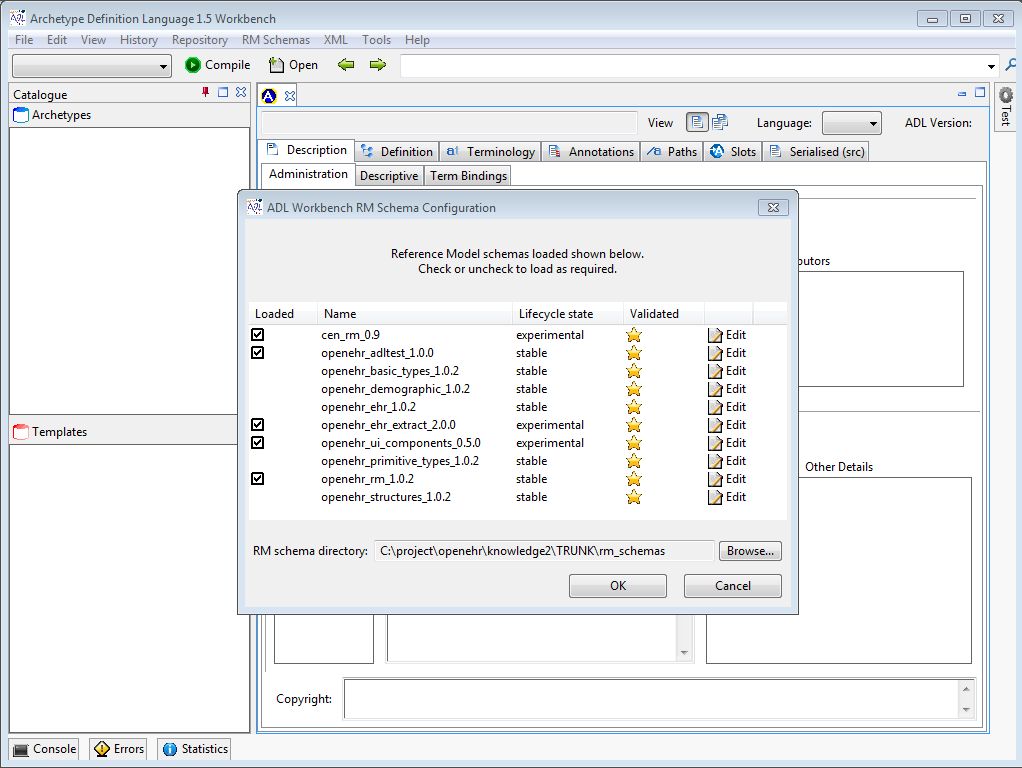 Archetype Definition Language 1.5 Workbench
File Edit View History Repository RM Schemas XML Tools Help
Compile Open
Catalogue
Archetypes
Templates
View Language: ADL Version:
Test
Description Definition Terminology Annotations Paths Slots Serialised (src)
Administration Descriptive Term Bindings
ADL Workbench RM Schema Configuration
Reference Model schemas loaded shown below.
Check or uncheck to load as required.
Loaded Name Lifecycle state Validated
cen_rm_0.9 experimental Edit
openehr_adltest_1.0.0 stable Edit
openehr_basic_types_1.0.2 stable Edit
openehr_demographic_1.0.2 stable Edit
openehr_ehr_1.0.2 stable Edit
openehr_ehr_extract_2.0.0 experimental Edit
openehr_ui_components_0.5.0 experimental Edit
openehr_primitive_types_1.0.2 stable Edit
openehr_rm_1.0.2 stable Edit
openehr_structures_1.0.2 stable Edit
RM schema directory: C:\project\openehr\knowledge2\TRUNK\rm_schemas Browse...
OK Cancel
butors
Other Details
Copyright:
Console Errors Statistics